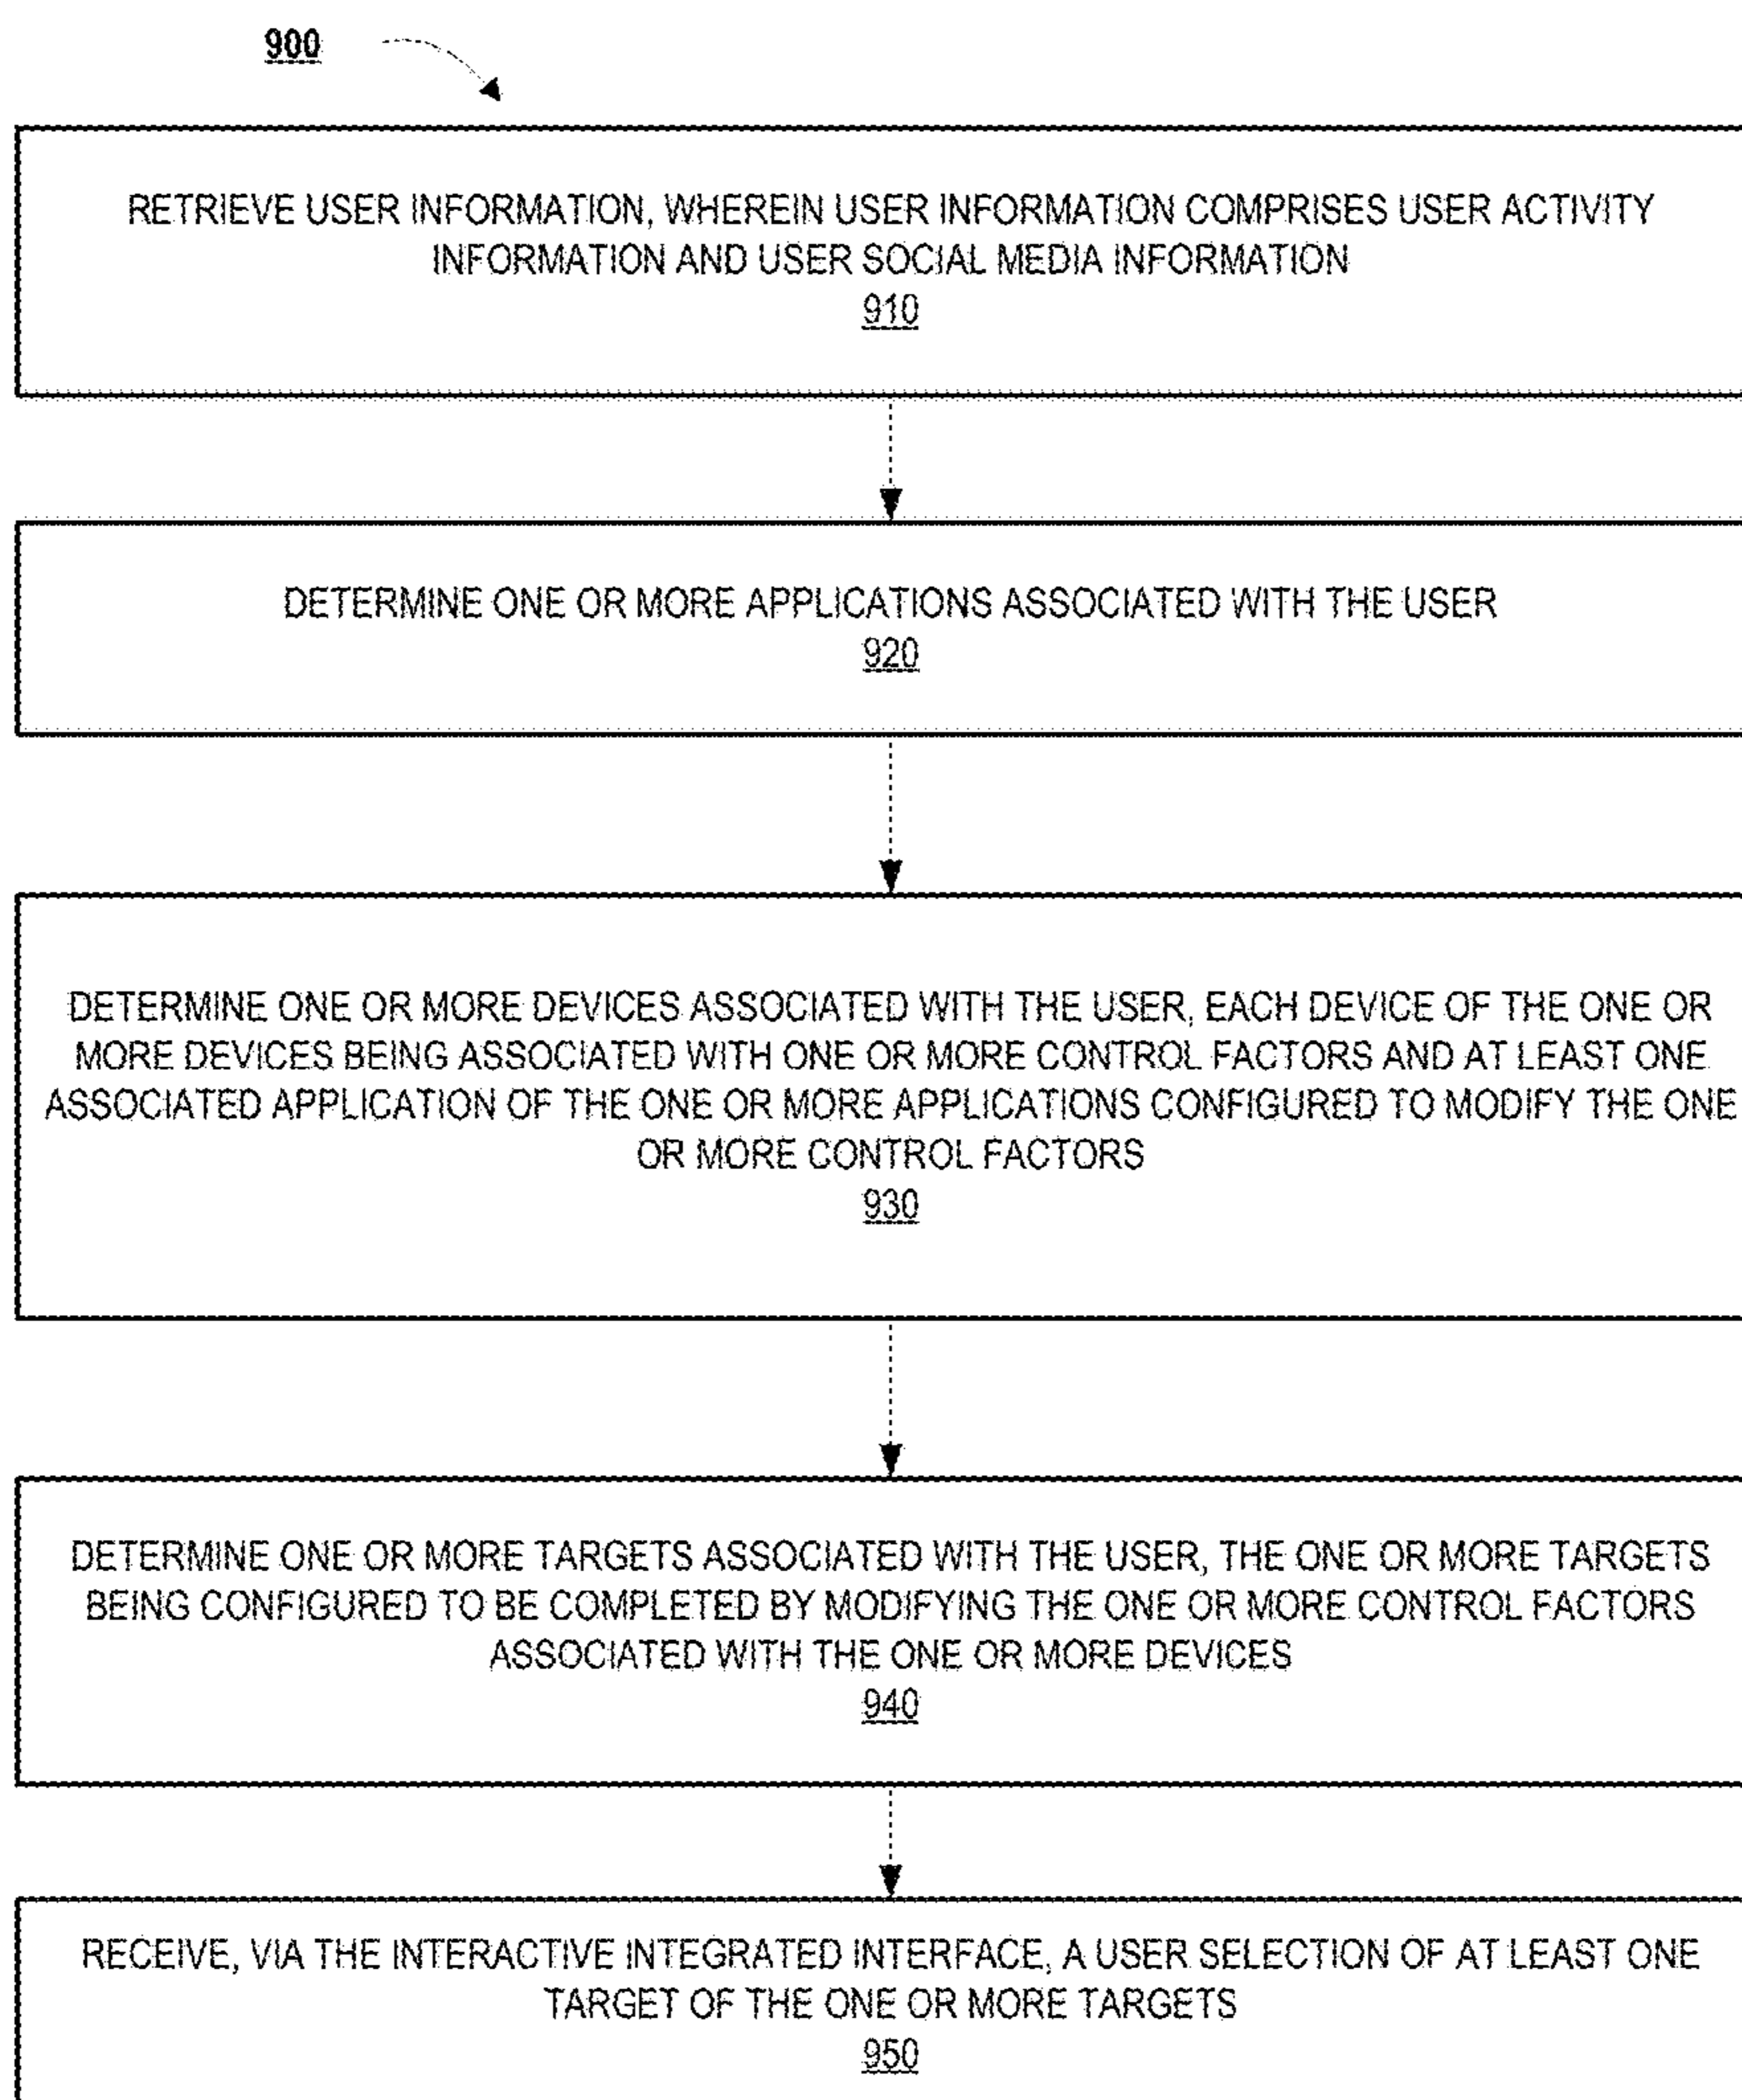 900
RETRIEVE USER INFORMATION, WHEREIN USER INFORMATION COMPRISES USER ACTIVITY
INFORMATION AND USER SOCIAL MEDIA INFORMATION
910
DETERMINE ONE OR MORE APPLICATIONS ASSOCIATED WITH THE USER
920
DETERMINE ONE OR MORE DEVICES ASSOCIATED WITH THE USER, EACH DEVICE OF THE ONE OR
MORE DEVICES BEING ASSOCIATED WITH ONE OR MORE CONTROL FACTORS AND AT LEAST ONE
ASSOCIATED APPLICATION OF THE ONE OR MORE APPLICATIONS CONFIGURED TO MODIFY THE ONE
OR MORE CONTROL FACTORS
930
DETERMINE ONE OR MORE TARGETS ASSOCIATED WITH THE USER, THE ONE OR MORE TARGETS
BEING CONFIGURED TO BE COMPLETED BY MODIFYING THE ONE OR MORE CONTROL FACTORS
ASSOCIATED WITH THE ONE OR MORE DEVICES
940
RECEIVE, VIA THE INTERACTIVE INTEGRATED INTERFACE, A USER SELECTION OF AT LEAST ONE
TARGET OF THE ONE OR MORE TARGETS
950